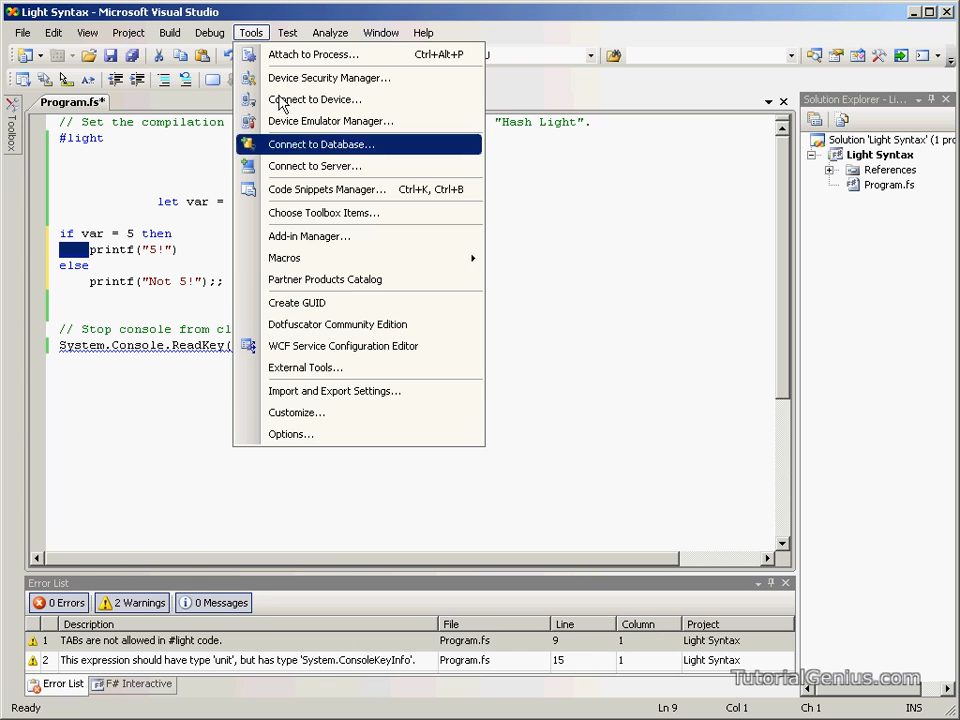 Light Syntax - Microsoft Visual Studio
File Edit View Project Build Debug Tools Test Analyze Window Help
Program.fs*
Toolbox
// Set the compilation
"Hash Light".
#light
let var =
if var = 5 then
printf("5!")
else
printf("Not 5!");;
// Stop console from cl
System.Console.ReadKey(
Attach to Process... Ctrl+Alt+P
Device Security Manager...
Connect to Device...
Device Emulator Manager...
Connect to Database...
Connect to Server...
Code Snippets Manager... Ctrl+K, Ctrl+B
Choose Toolbox Items...
Add-in Manager...
Macros
Partner Products Catalog
Create GUID
Dotfuscator Community Edition
WCF Service Configuration Editor
External Tools...
Import and Export Settings...
Customize...
Options...
Solution Explorer - Li...
Solution 'Light Syntax' (1 pro
Light Syntax
References
Program.fs
Error List
0 Errors 2 Warnings 0 Messages
Description File Line Column Project
1 TABs are not allowed in #light code. Program.fs 9 1 Light Syntax
2 This expression should have type 'unit', but has type 'System.ConsoleKeyInfo'. Program.fs 15 1 Light Syntax
Error List F# Interactive
TutorialGenius.com
Ready Ln 9 Col 1 Ch 1 INS